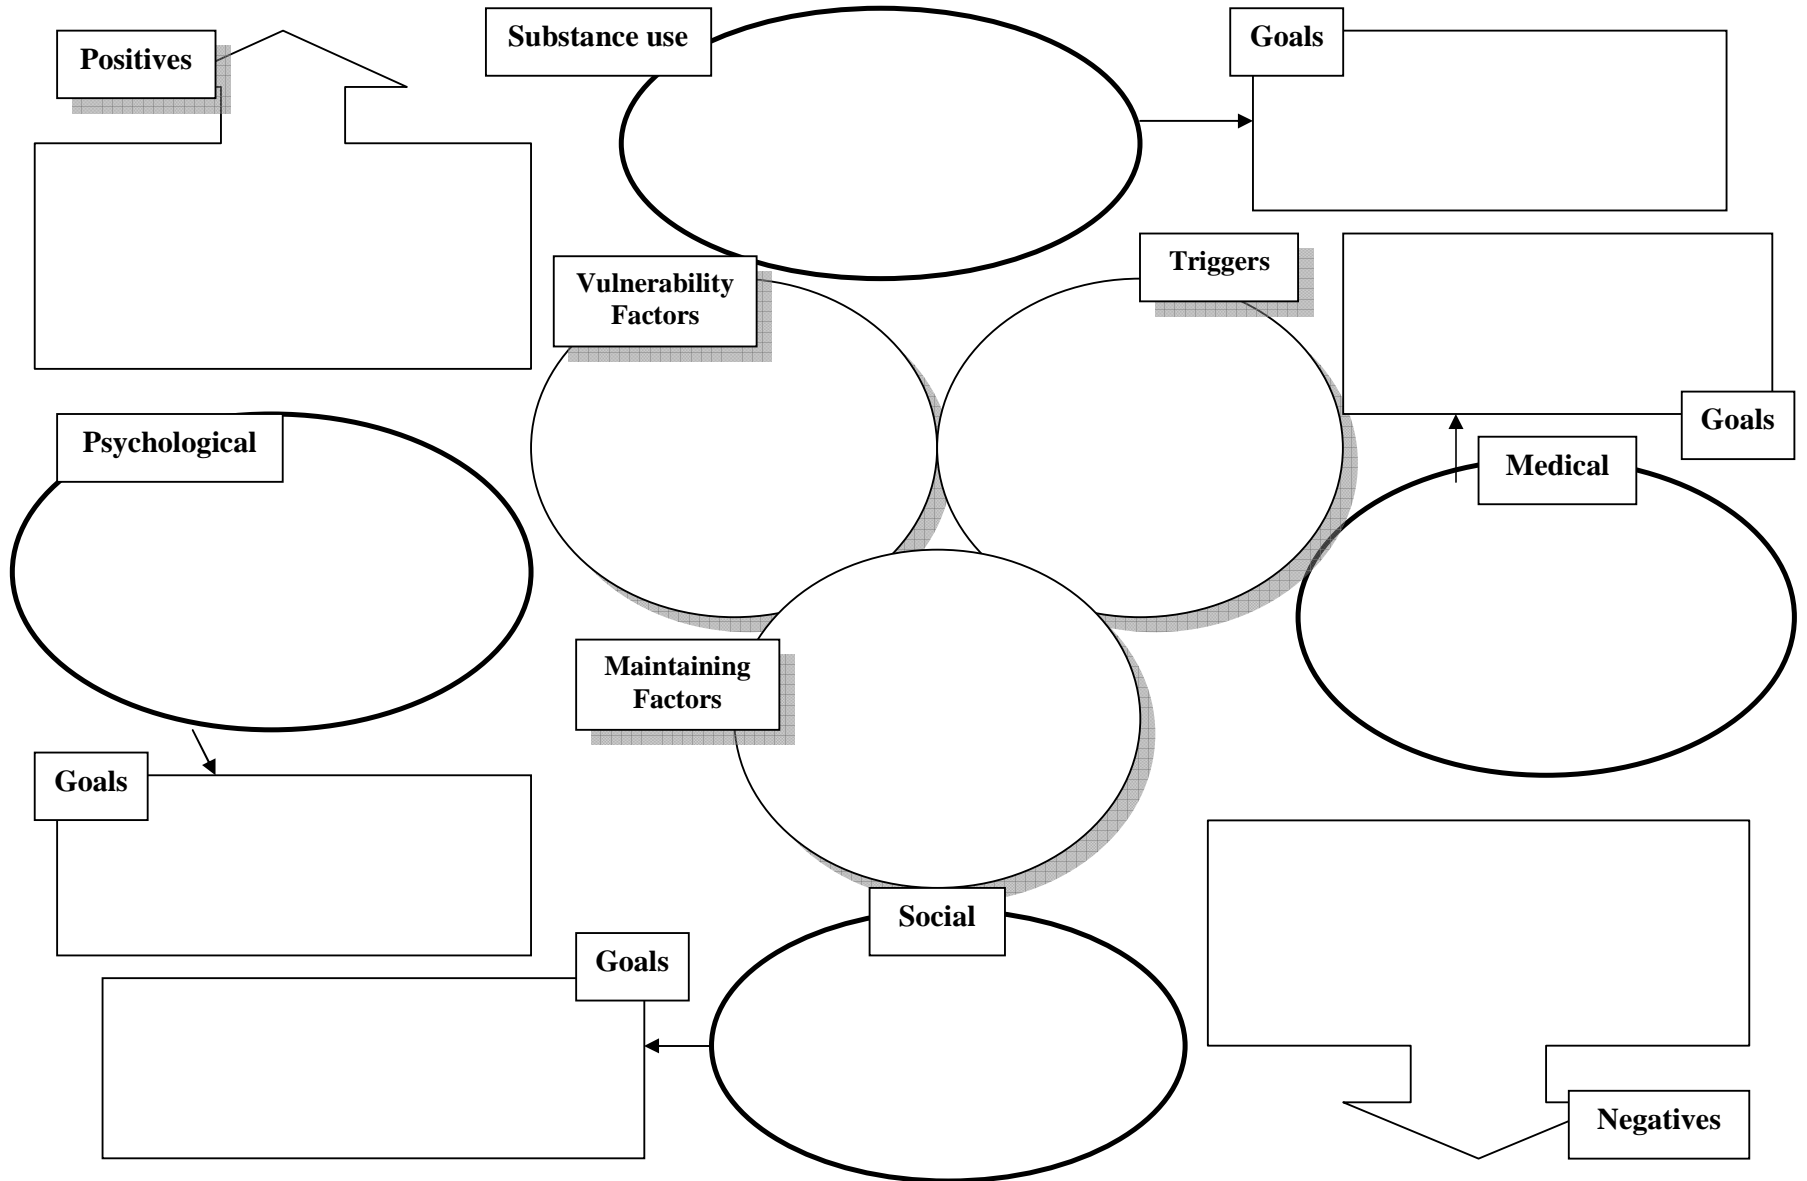 Positives
Substance use
Goals
Vulnerability
Factors
Triggers
Goals
Psychological
Medical
Maintaining
Factors
Goals
Social
Goals
Negatives